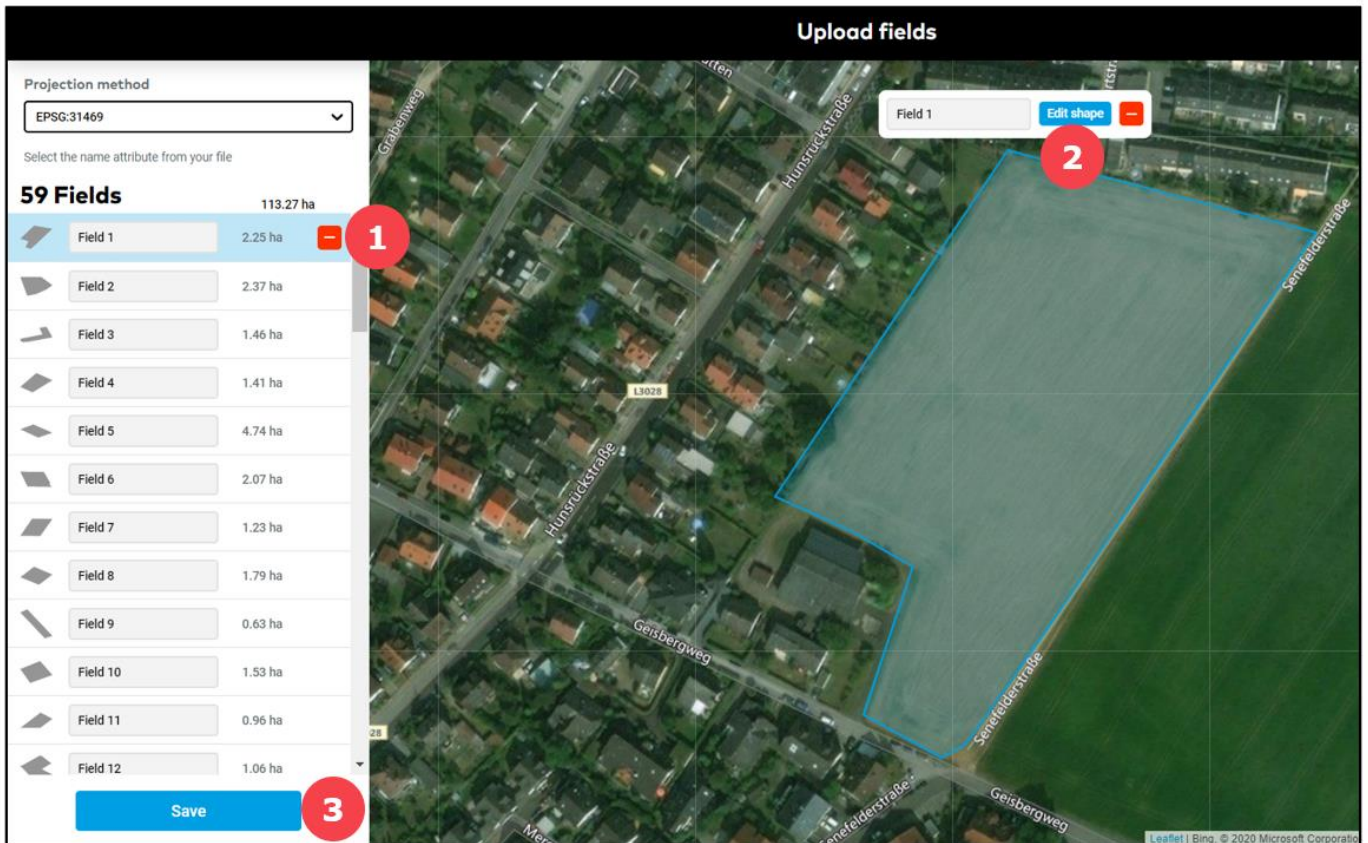 Upload fields
Projection method
EPSG:31469
Select the name attribute from your file
59 Fields
113.27 ha
Field 1
2.25 ha
1
Field 2
2.37 ha
Field 3
1.46 ha
Field 4
1.41 ha
Field 5
4.74 ha
Field 6
2.07 ha
Field 7
1.23 ha
Field 8
1.79 ha
Field 9
0.63 ha
Field 10
1.53 ha
Field 11
0.96 ha
Field 12
1.06 ha
Save
3
Field 1
Edit shape
2
Grabenweg
Hunsrückstraße
Senefelderstraße
L3028
Hunsrückstraße
Geisbergweg
Senefelderstraße
Senefelderstraße
Geisbergweg
Leaflet | Bing, © 2020 Microsoft Corporatio